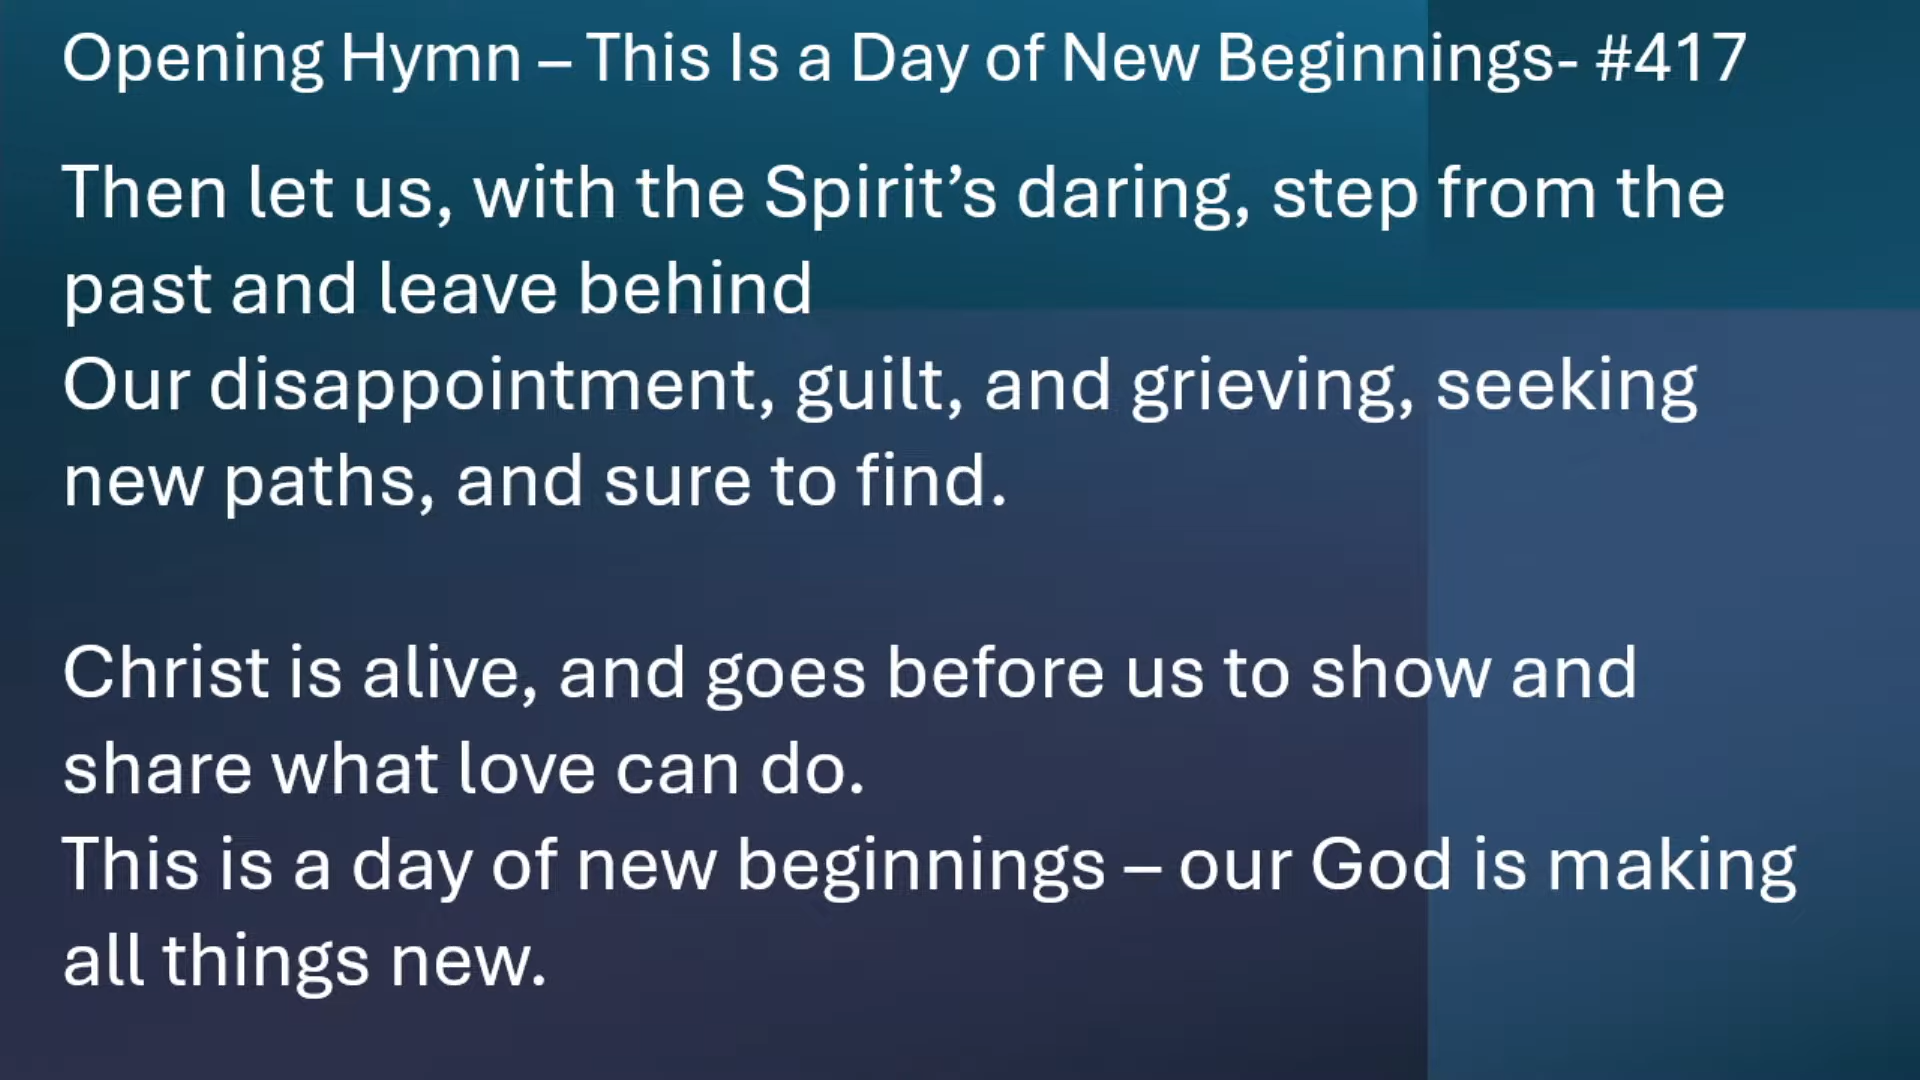 Opening Hymn – This Is a Day of New Beginnings- #417
Then let us, with the Spirit’s daring, step from the
past and leave behind
Our disappointment, guilt, and grieving, seeking
new paths, and sure to find.
Christ is alive, and goes before us to show and
share what love can do.
This is a day of new beginnings – our God is making
all things new.